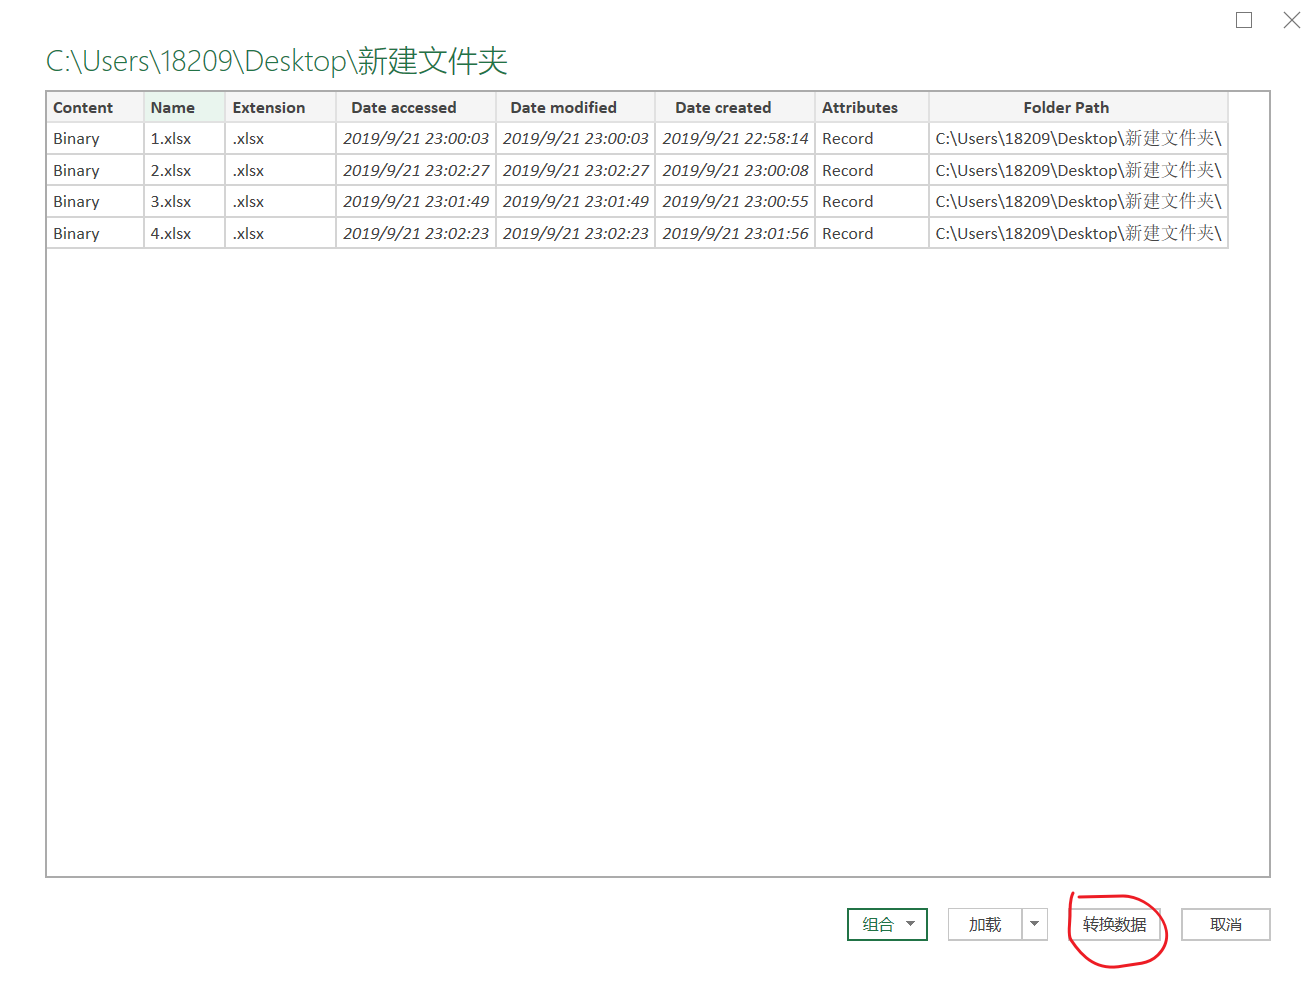 C:\Users\18209\Desktop\新建文件夹
Content Name Extension Date accessed Date modified Date created Attributes Folder Path
Binary 1.xlsx .xlsx 2019/9/21 23:00:03 2019/9/21 23:00:03 2019/9/21 22:58:14 Record C:\Users\18209\Desktop\新建文件夹\
Binary 2.xlsx .xlsx 2019/9/21 23:02:27 2019/9/21 23:02:27 2019/9/21 23:00:08 Record C:\Users\18209\Desktop\新建文件夹\
Binary 3.xlsx .xlsx 2019/9/21 23:01:49 2019/9/21 23:01:49 2019/9/21 23:00:55 Record C:\Users\18209\Desktop\新建文件夹\
Binary 4.xlsx .xlsx 2019/9/21 23:02:23 2019/9/21 23:02:23 2019/9/21 23:01:56 Record C:\Users\18209\Desktop\新建文件夹\
组合 加载 转换数据 取消